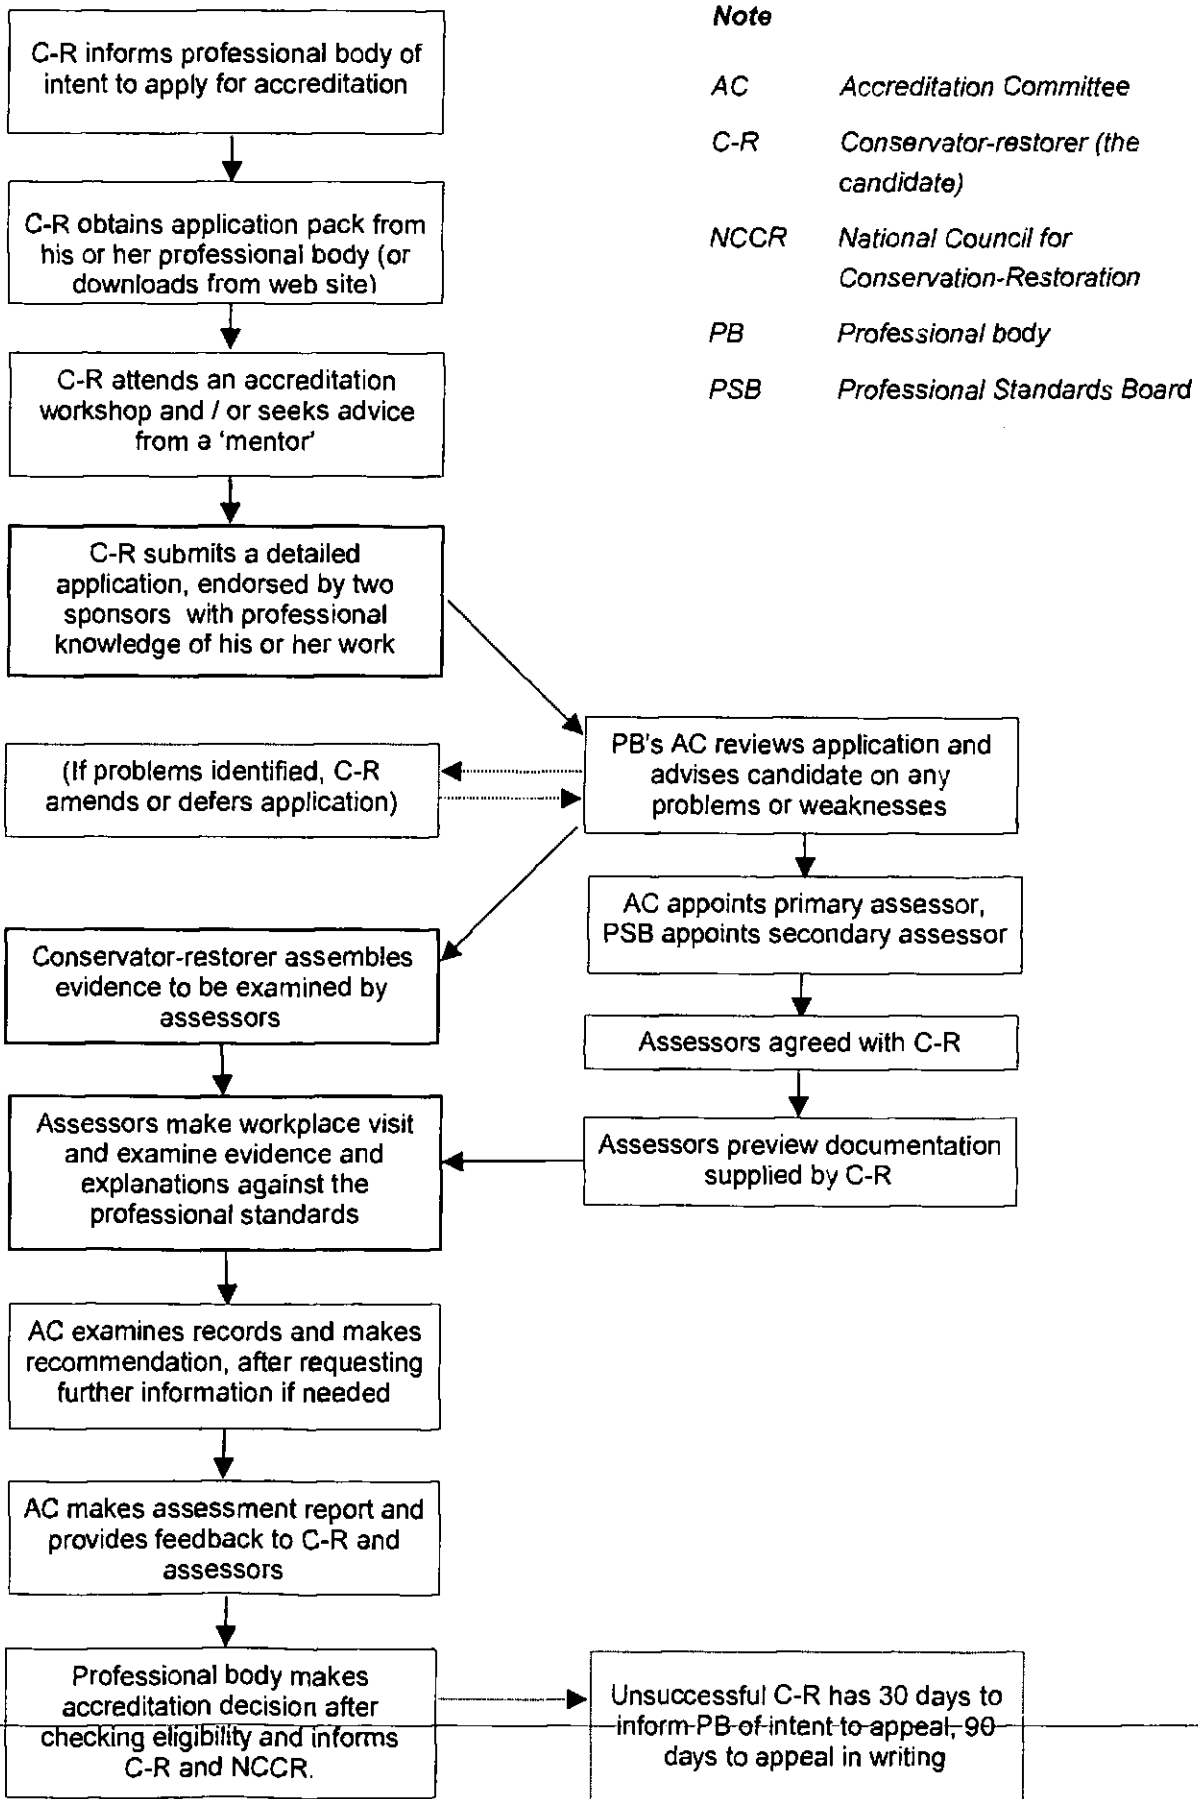 C-R informs professional body of
intent to apply for accreditation
Note
AC Accreditation Committee
C-R Conservator-restorer (the
candidate)
NCCR National Council for
Conservation-Restoration
PB Professional body
PSB Professional Standards Board
C-R obtains application pack from
his or her professional body (or
downloads from web site)
C-R attends an accreditation
workshop and / or seeks advice
from a ‘mentor’
C-R submits a detailed
application, endorsed by two
sponsors with professional
knowledge of his or her work
PB's AC reviews application and
advises candidate on any
problems or weaknesses
(If problems identified, C-R
amends or defers application)
AC appoints primary assessor,
PSB appoints secondary assessor
Conservator-restorer assembles
evidence to be examined by
assessors
Assessors agreed with C-R
Assessors preview documentation
supplied by C-R
Assessors make workplace visit
and examine evidence and
explanations against the
professional standards
AC examines records and makes
recommendation, after requesting
further information if needed
AC makes assessment report and
provides feedback to C-R and
assessors
Professional body makes
accreditation decision after
checking eligibility and informs
C-R and NCCR.
Unsuccessful C-R has 30 days to
inform PB of intent to appeal, 90
days to appeal in writing